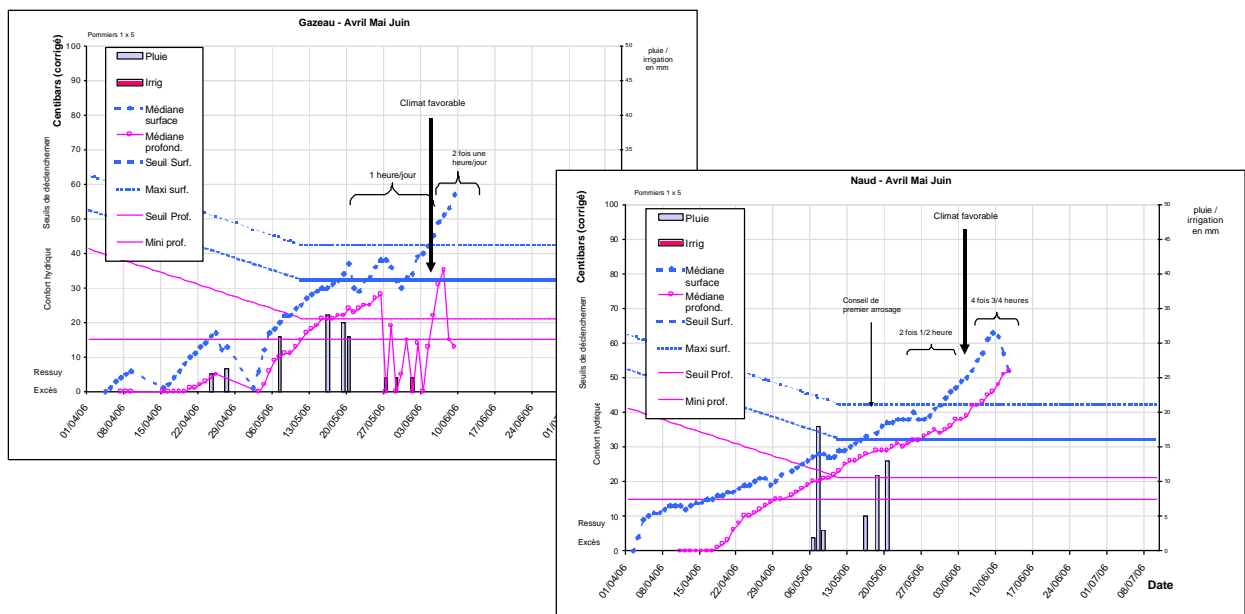 Gazeau - Avril Mai Juin
Pommiers 1 x 5
Centibars (corrigé)
Seuils de déclenchemen
Confort hydrique
Ressuy
Excès
100
90
80
70
60
50
40
30
20
10
0
Pluie
Irrig
Médiane
surface
Médiane
profond.
Seuil Surf.
Maxi surf.
Seuil Prof.
Mini prof.
Climat favorable
1 heure/jour
2 fois une
heure/jour
50
45
40
35
pluie /
irrigation
en mm
01/04/06
08/04/06
15/04/06
22/04/06
29/04/06
06/05/06
13/05/06
20/05/06
27/05/06
03/06/06
10/06/06
17/06/06
24/06/06
Naud - Avril Mai Juin
Pommiers 1 x 5
Centibars (corrigé)
Seuils de déclenchemen
Confort hydrique
Ressuy
Excès
100
90
80
70
60
50
40
30
20
10
0
Pluie
Irrig
Médiane
surface
Médiane
profond.
Seuil Surf.
Maxi surf.
Seuil Prof.
Mini prof.
Conseil de
premier arrosage
2 fois 1/2 heure
Climat favorable
4 fois 3/4 heures
50
45
40
35
30
25
20
15
10
5
0
pluie /
irrigation
en mm
01/04/06
08/04/06
15/04/06
22/04/06
29/04/06
06/05/06
13/05/06
20/05/06
27/05/06
03/06/06
10/06/06
17/06/06
24/06/06
01/07/06
08/07/06
Date